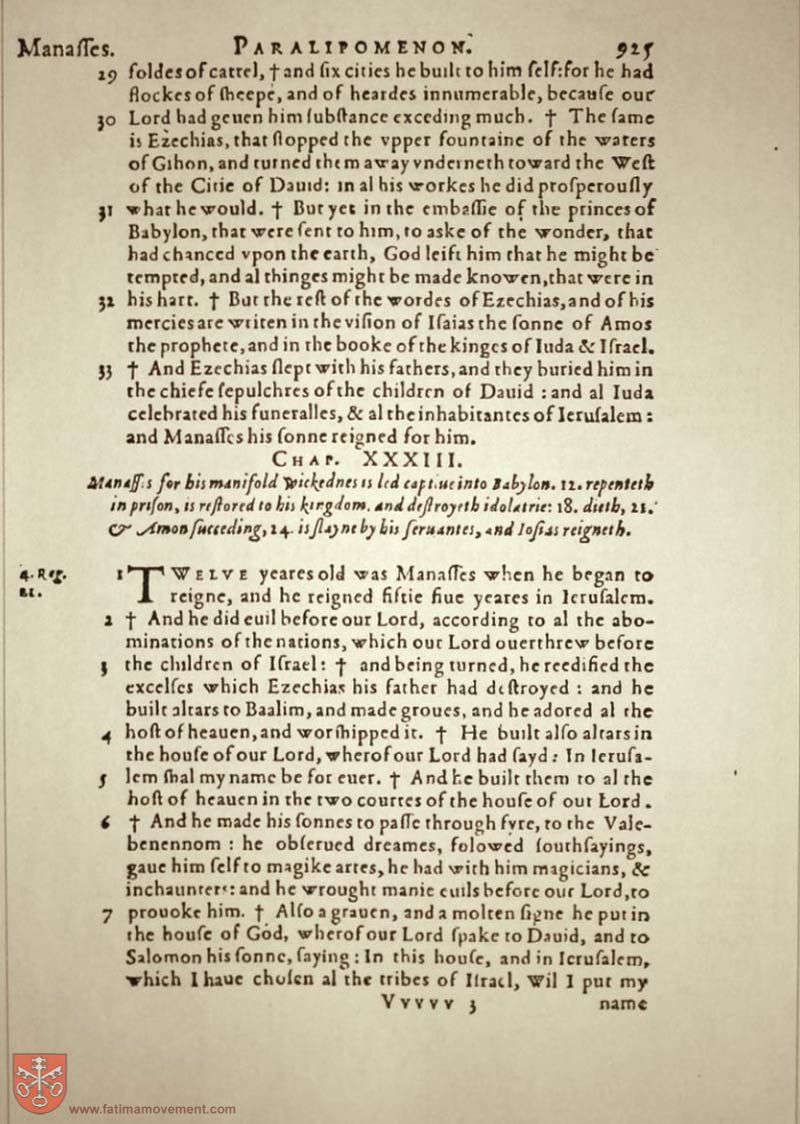 Manaſſes. PARALIPOMENON. 925
29 foldes of cattel, † and ſix cities he built to him ſelf: for he had
flockes of ſheepe, and of heardes innumerable, becauſe our
30 Lord had geuen him ſubſtance exceding much. † The ſame
is Ezechias, that ſtopped the vpper fountaine of the waters
of Gihon, and turned them away vnderneth toward the Weſt
of the Citie of Dauid: in al his workes he did proſperouſly
31 what he would. † But yet in the embaſſie of the princes of
Babylon, that were ſent to him, to aske of the wonder, that
had chanced vpon the earth, God leift him that he might be
tempted, and al thinges might be made knowen, that were in
32 his hart. † But the reſt of the wordes of Ezechias, and of his
mercies are writen in the viſion of Iſaias the ſonne of Amos
the prophete, and in the booke of the kinges of Iuda & Iſrael.
33 † And Ezechias ſlept with his fathers, and they buried him in
the chiefe ſepulchres of the children of Dauid : and al Iuda
celebrated his funeralles, & al the inhabitantes of Ieruſalem :
and Manaſſes his ſonne reigned for him.
CHAP. XXXIII.
Manaſſes for his manifold wickednes is led captiue into Babylon. 12. repenteth
in priſon, is reſtored to his kingdom. and deſtroyeth idolatrie: 18. dieth, 21.
& Amon ſucceding, 24. is ſlayne by his ſeruantes, and Ioſias reigneth.
4. Reg. 1 TWELVE yeares old was Manaſſes when he began to
21. reigne, and he reigned fiftie fiue yeares in Ieruſalem.
2 † And he did euil before our Lord, according to al the abo-
minations of the nations, which our Lord ouerthrew before
3 the children of Iſrael: † and being turned, he reedified the
excelſes which Ezechias his father had deſtroyed : and he
built altars to Baalim, and made groues, and he adored al the
4 hoſt of heauen, and worſhipped it. † He built alſo altars in
the houſe of our Lord, wherof our Lord had ſayd : In Ieruſa-
5 lem ſhal my name be for euer. † And he built them to al the
hoſt of heauen in the two courtes of the houſe of our Lord .
6 † And he made his ſonnes to paſſe through fyre, to the Vale-
benennom : he obſerued dreames, folowed ſouthſayings,
gaue him ſelf to magike artes, he had with him magicians, &
inchaunters: and he wrought manie euils before our Lord, to
7 prouoke him. † Alſo a grauen, and a molten ſigne he put in
the houſe of God, wherof our Lord ſpake to Dauid, and to
Salomon his ſonne, ſaying : In this houſe, and in Ieruſalem,
which I haue choſen al the tribes of Iſrael, wil I put my
Vvvvv 3 name
www.fatimamovement.com